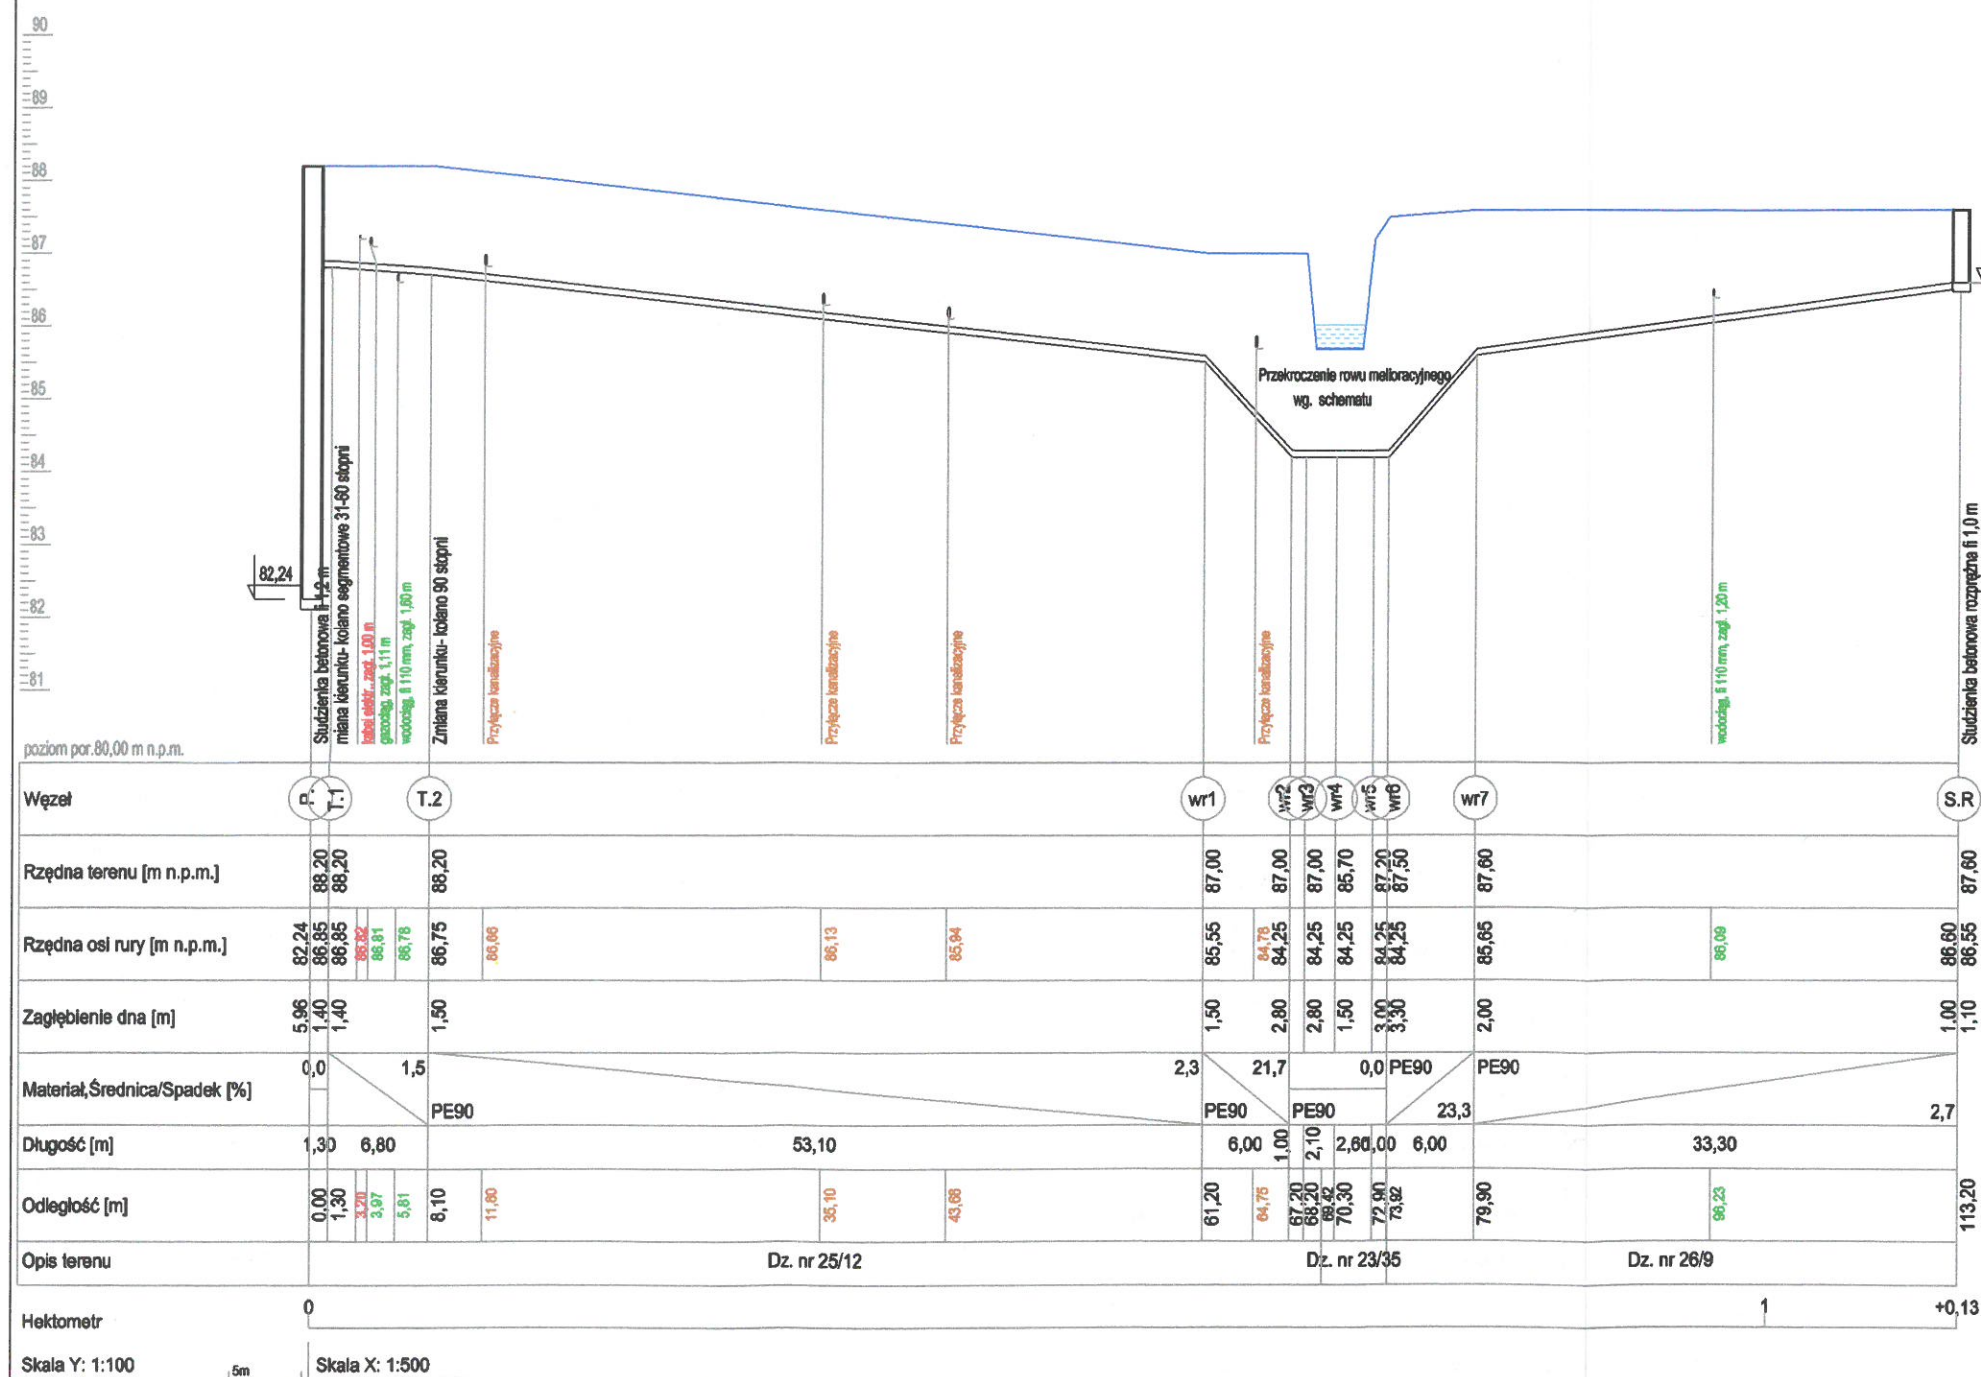 90
89
88
87
86
85
84
83
82
81
82,24
poziom por.80,00 m n.p.m.
Studzienka betonowa fi 1,2 m
miana kierunku- kolano segmentowe 31-60 stopni
kabel elektr., zagł. 1,00 m
gazociąg, zagł. 1,11 m
wodociąg, fi 110 mm, zagł. 1,60 m
Zmiana kierunku- kolano 90 stopni
Przyłącze kanalizacyjne
Przyłącze kanalizacyjne
Przyłącze kanalizacyjne
Przyłącze kanalizacyjne
Przekroczenie rowu melioracyjnego
wg. schematu
wodociąg, fi 110 mm, zagł. 1,20 m
Studzienka betonowa rozprężna fi 1,0 m
Węzeł P. T.1 T.2 wr1 wr2 wr3 wr4 wr5 wr6 wr7 S.R
Rzędna terenu [m n.p.m.] 88,20 88,20 88,20 87,00 87,00 87,00 85,70 87,20 87,50 87,60 87,60
Rzędna osi rury [m n.p.m.] 82,24 86,85 86,85 86,82 86,81 86,78 86,75 86,66 86,13 85,94 85,55 84,78 84,25 84,25 84,25 84,25 84,25 85,65 86,09 86,60 86,55
Zagłębienie dna [m] 5,96 1,40 1,40 1,50 1,50 2,80 2,80 1,50 3,00 3,30 2,00 1,00 1,10
Materiał,Średnica/Spadek [%] 0,0 1,5 PE90 2,3 PE90 21,7 PE90 0,0 PE90 23,3 PE90 2,7
Długość [m] 1,30 6,80 53,10 6,00 1,00 2,10 2,60 1,00 6,00 33,30
Odległość [m] 0,00 1,30 3,20 3,97 5,81 8,10 11,80 35,10 43,68 61,20 64,75 67,20 68,20 69,42 70,30 72,90 73,92 79,90 96,23 113,20
Opis terenu Dz. nr 25/12 Dz. nr 23/35 Dz. nr 26/9
Hektometr 0 1 +0,13
Skala Y: 1:100 5m Skala X: 1:500